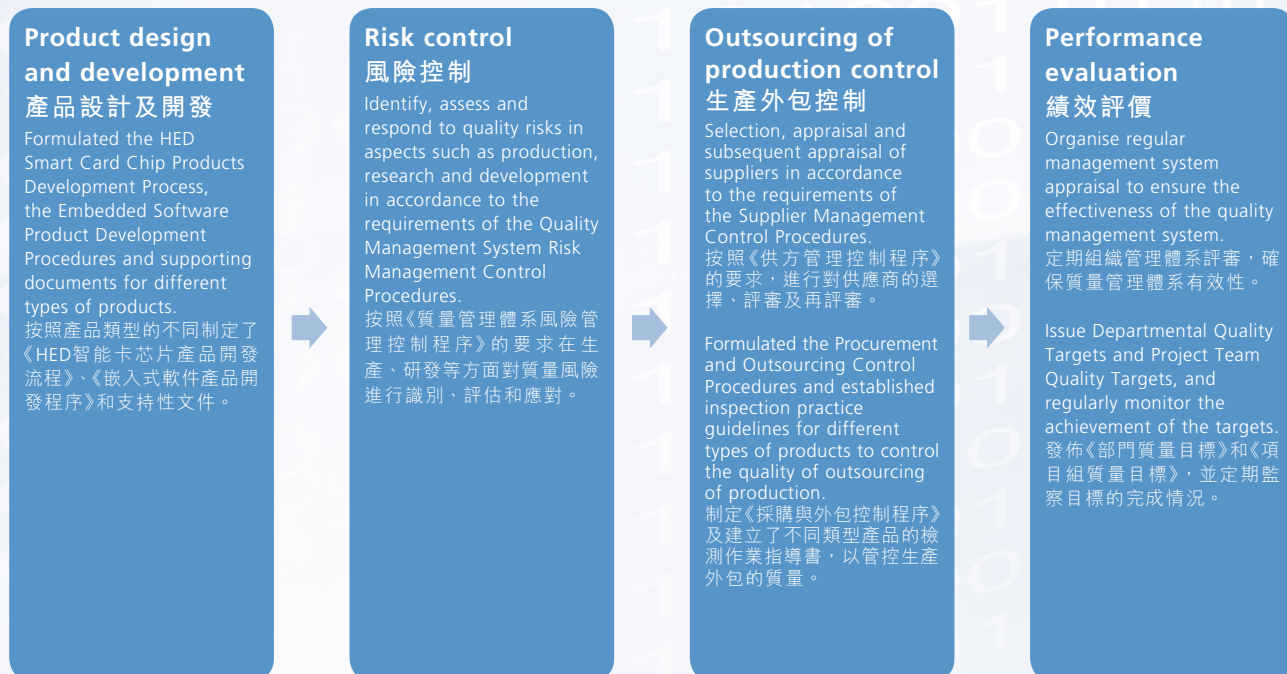 Product design
and development
產品設計及開發
Formulated the HED
Smart Card Chip Products
Development Process,
the Embedded Software
Product Development
Procedures and supporting
documents for different
types of products.
按照產品類型的不同制定了
《HED智能卡芯片產品開發
流程》、《嵌入式軟件產品開
發程序》和支持性文件。
Risk control
風險控制
Identify, assess and
respond to quality risks in
aspects such as production,
research and development
in accordance to the
requirements of the Quality
Management System Risk
Management Control
Procedures.
按照《質量管理體系風險管
理控制程序》的要求在生
產、研發等方面對質量風險
進行識別、評估和應對。
Outsourcing of
production control
生產外包控制
Selection, appraisal and
subsequent appraisal of
suppliers in accordance
to the requirements of
the Supplier Management
Control Procedures.
按照《供方管理控制程序》
的要求，進行對供應商的選
擇、評審及再評審。
Formulated the Procurement
and Outsourcing Control
Procedures and established
inspection practice
guidelines for different
types of products to control
the quality of outsourcing
of production.
制定《採購與外包控制程序》
及建立了不同類型產品的檢
測作業指導書，以管控生產
外包的質量。
Performance
evaluation
績效評價
Organise regular
management system
appraisal to ensure the
effectiveness of the quality
management system.
定期組織管理體系評審，確
保質量管理體系有效性。
Issue Departmental Quality
Targets and Project Team
Quality Targets, and
regularly monitor the
achievement of the targets.
發佈《部門質量目標》和《項
目組質量目標》，並定期監
察目標的完成情況。